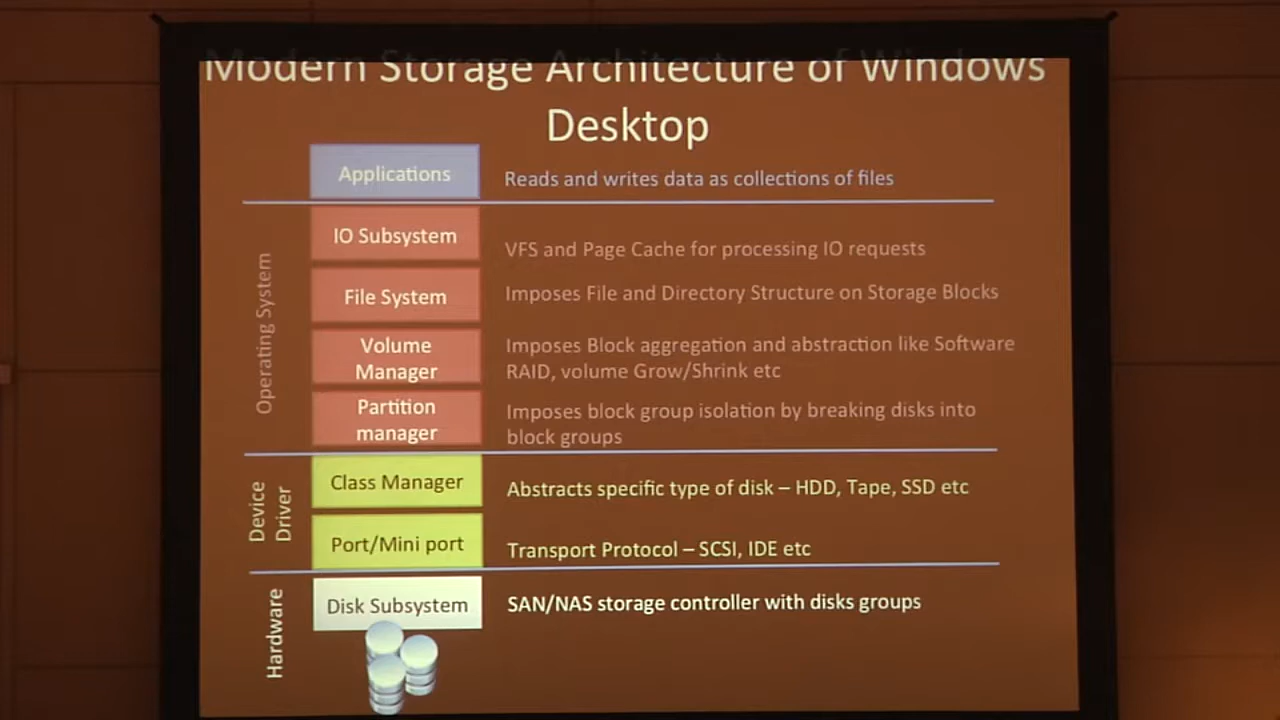 Modern Storage Architecture of Windows
Desktop
Applications
Reads and writes data as collections of files
Operating System
IO Subsystem
VFS and Page Cache for processing IO requests
File System
Imposes File and Directory Structure on Storage Blocks
Volume
Manager
Imposes Block aggregation and abstraction like Software
RAID, volume Grow/Shrink etc
Partition
manager
Imposes block group isolation by breaking disks into
block groups
Device
Driver
Class Manager
Abstracts specific type of disk – HDD, Tape, SSD etc
Port/Mini port
Transport Protocol – SCSI, IDE etc
Hardware
Disk Subsystem
SAN/NAS storage controller with disks groups